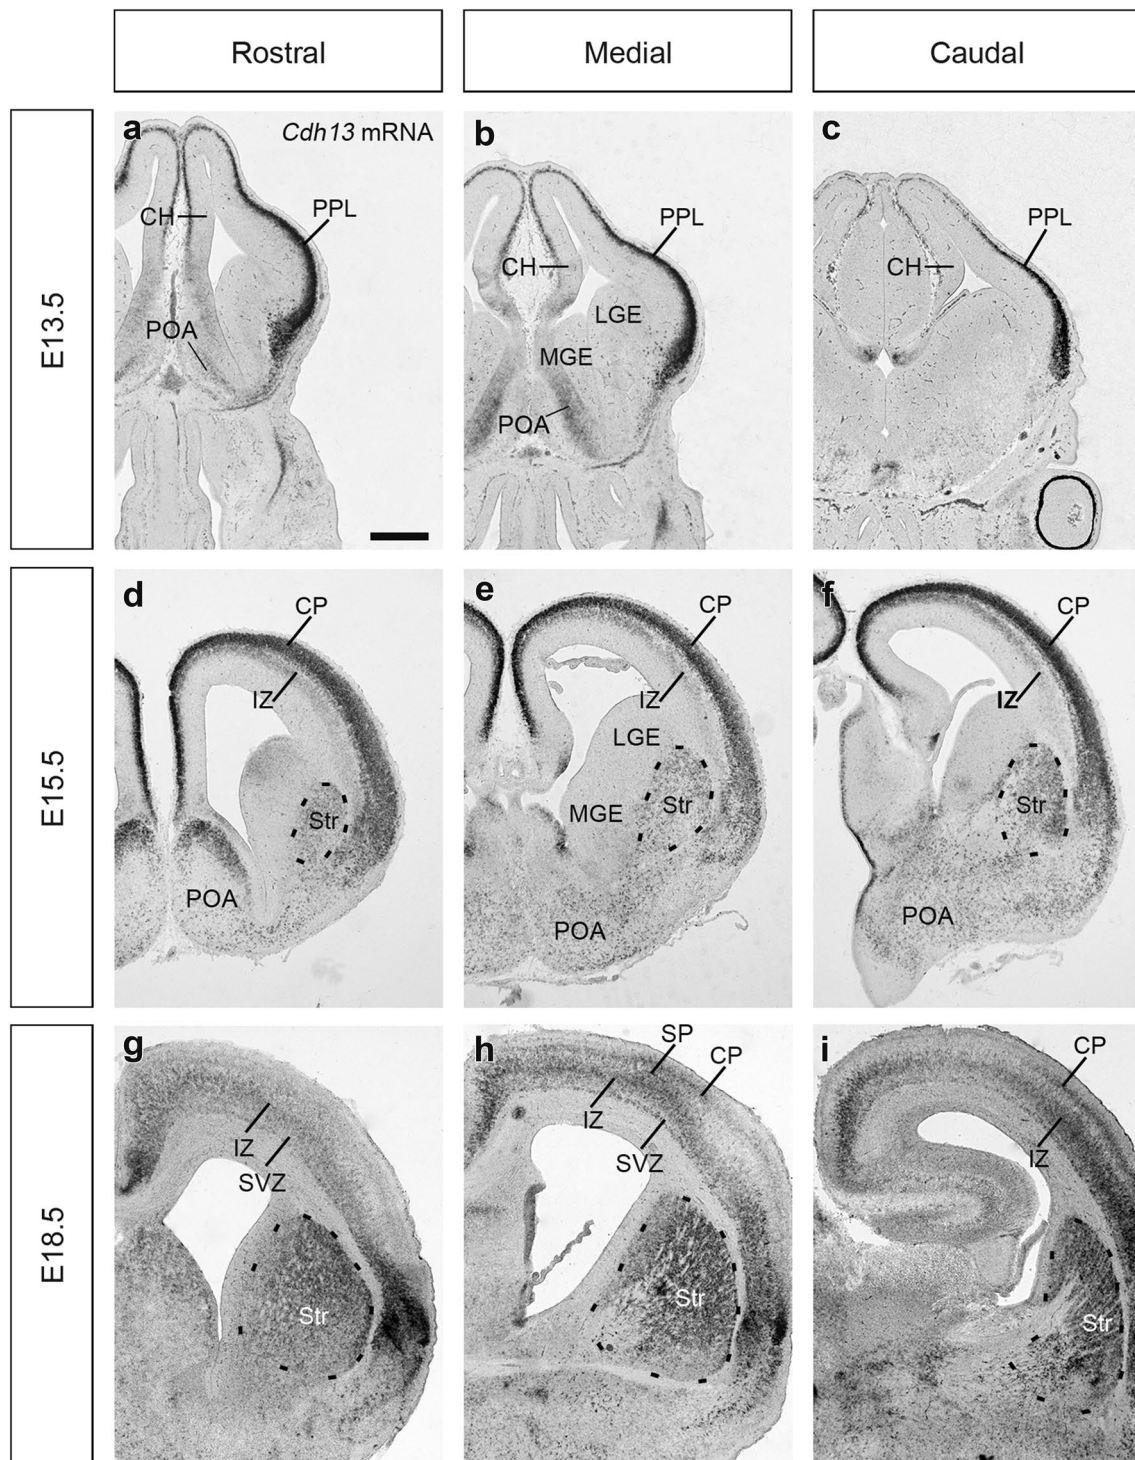 Rostral
Medial
Caudal
E13.5
a
Cdh13 mRNA
CH
PPL
POA
b
PPL
CH
LGE
MGE
POA
c
PPL
CH
E15.5
d
CP
IZ
Str
POA
e
CP
IZ
LGE
MGE
Str
POA
f
CP
IZ
Str
POA
E18.5
g
IZ
SVZ
Str
h
SP
CP
IZ
SVZ
Str
i
CP
IZ
Str